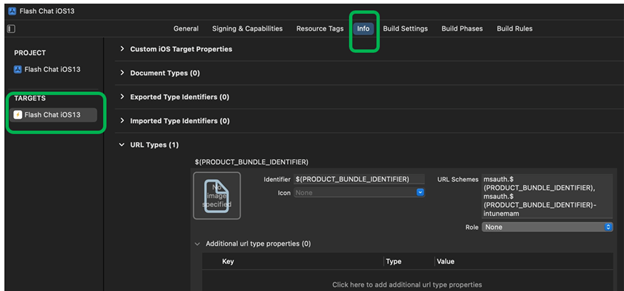 Flash Chat iOS13
General Signing & Capabilities Resource Tags Info Build Settings Build Phases Build Rules
PROJECT
Flash Chat iOS13
TARGETS
Flash Chat iOS13
Custom iOS Target Properties
Document Types (0)
Exported Type Identifiers (0)
Imported Type Identifiers (0)
URL Types (1)
${PRODUCT_BUNDLE_IDENTIFIER}
No
image
specified
Identifier ${PRODUCT_BUNDLE_IDENTIFIER}
Icon None
URL Schemes msauth.$
{PRODUCT_BUNDLE_IDENTIFIER},
msauth.$
{PRODUCT_BUNDLE_IDENTIFIER}-
intunemam
Role None
Additional url type properties (0)
Key Type Value
Click here to add additional url type properties